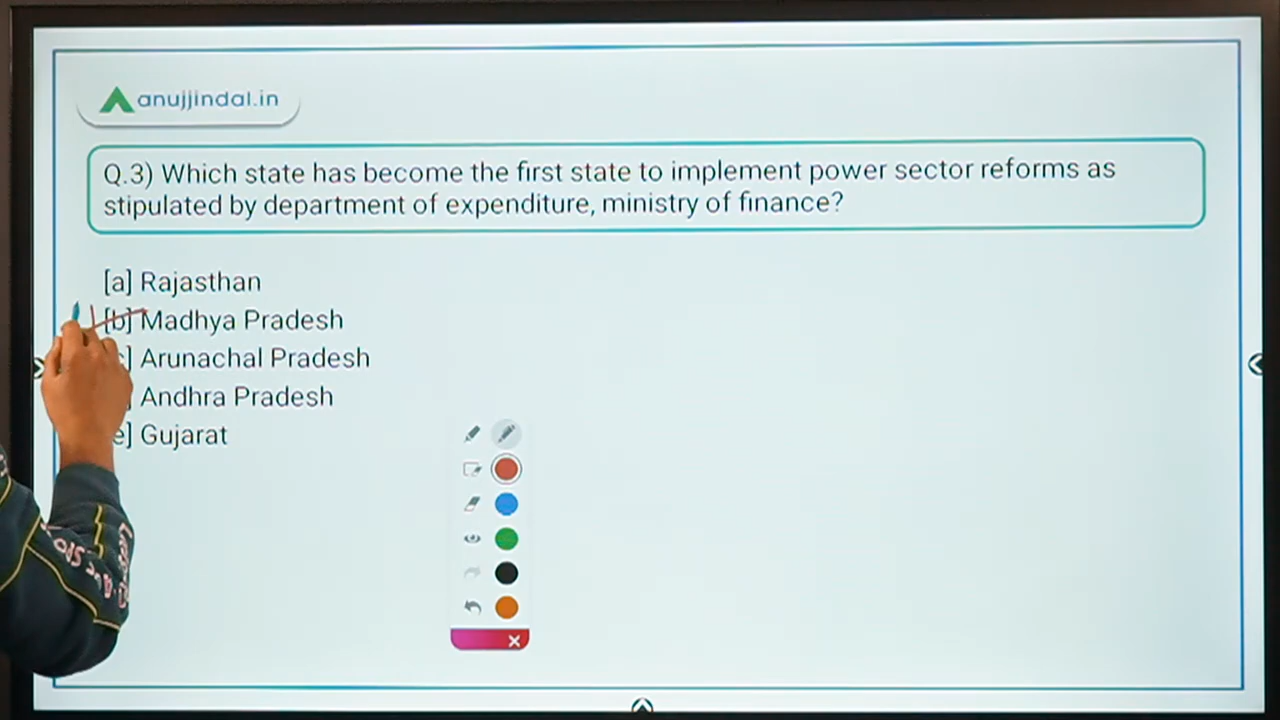 anujjindal.in
Q.3) Which state has become the first state to implement power sector reforms as
stipulated by department of expenditure, ministry of finance?
[a] Rajasthan
[b] Madhya Pradesh
] Arunachal Pradesh
Andhra Pradesh
e] Gujarat